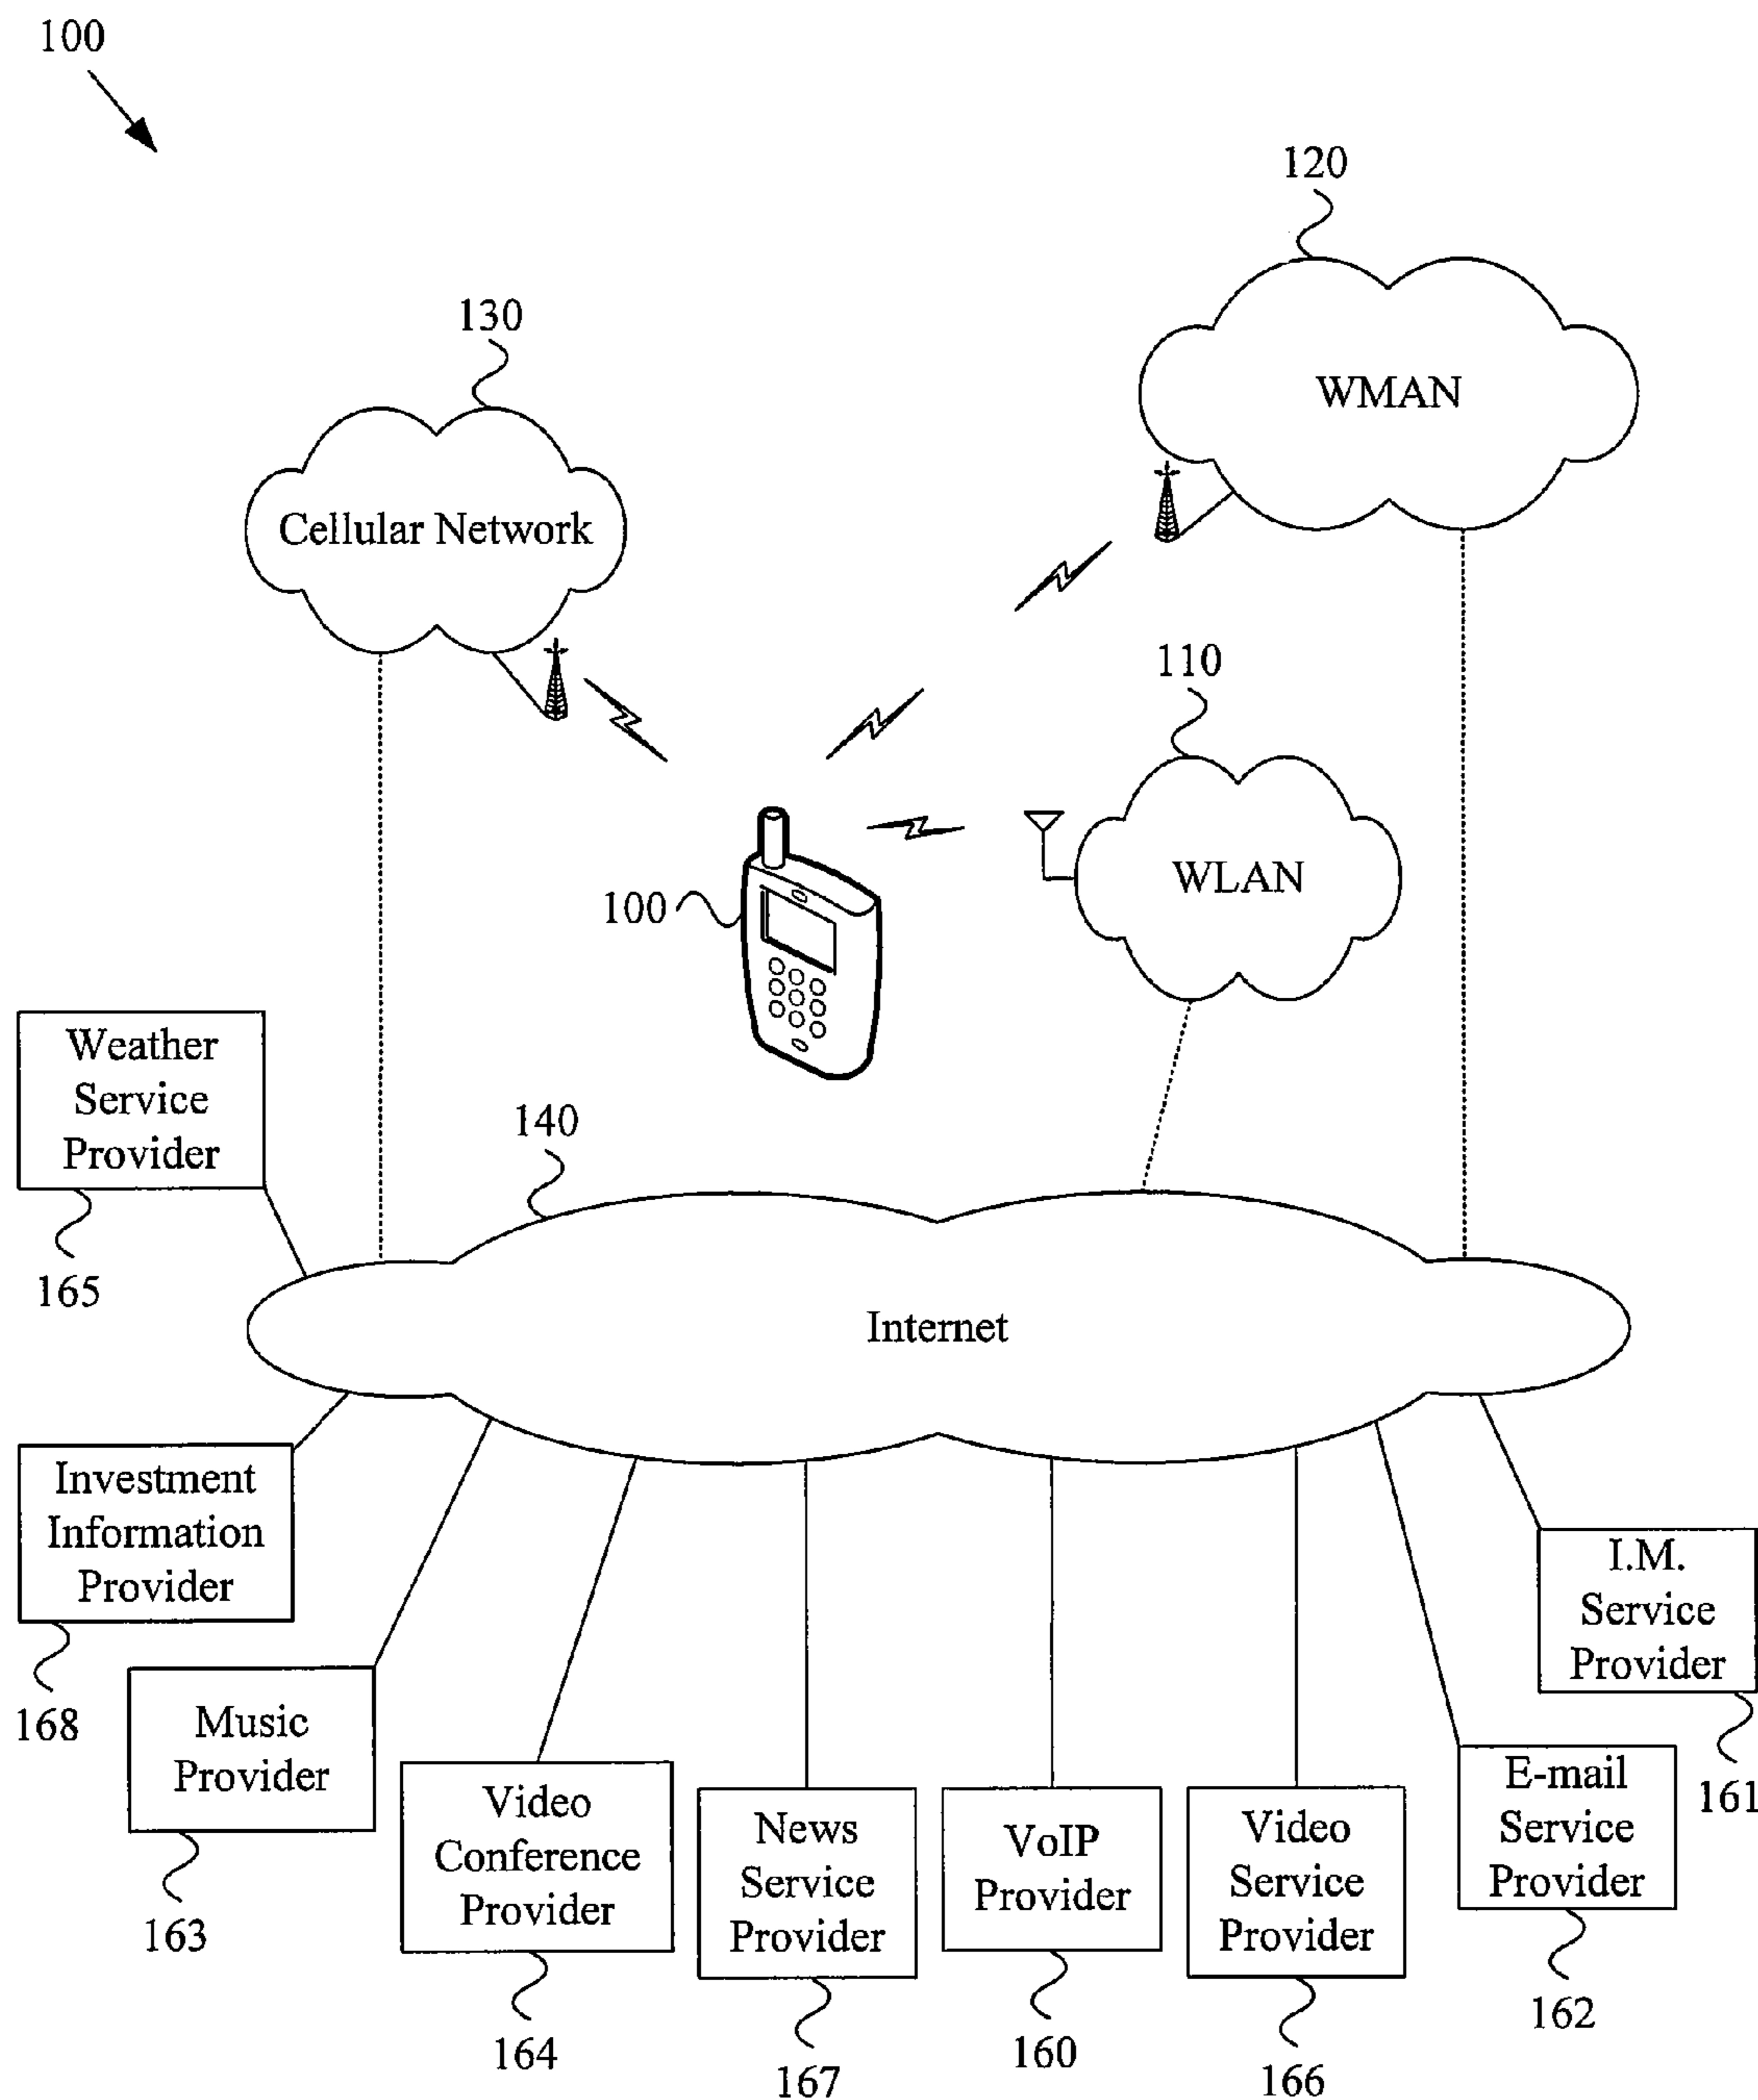 100
120
130
WMAN
Cellular Network
110
WLAN
100
Weather
Service
Provider
140
165
Internet
Investment
Information
Provider
I.M.
Service
Provider
168
Music
Provider
161
Video
Conference
Provider
News
Service
Provider
VoIP
Provider
Video
Service
Provider
E-mail
Service
Provider
163
164
167
160
166
162